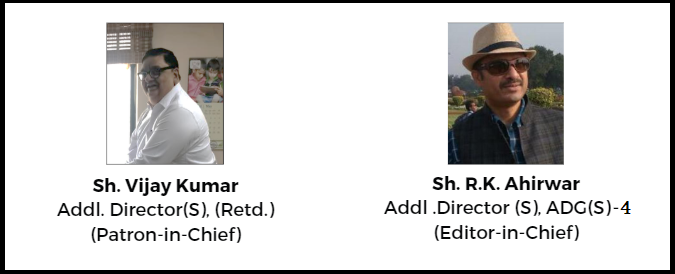 Sh. Vijay Kumar
Addl. Director(S), (Retd.)
(Patron-in-Chief)
Sh. R.K. Ahirwar
Addl .Director (S), ADG(S)-4
(Editor-in-Chief)